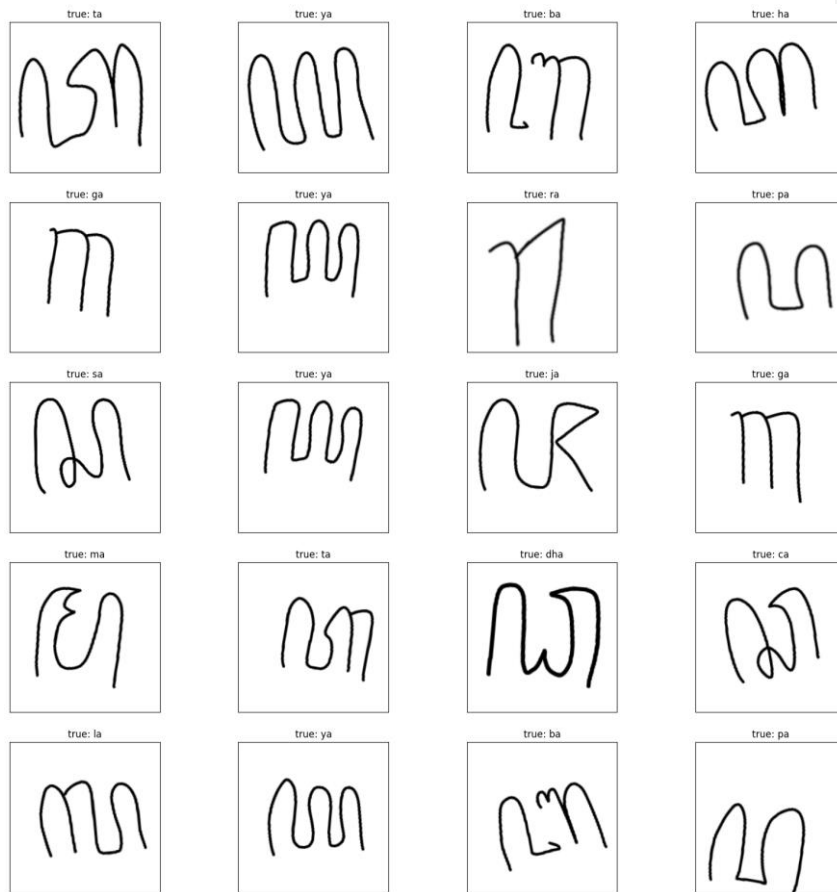 true: ta true: ya true: ba true: ha
ꦠ ꦪ ꦧ ꦲ
true: ga true: ya true: ra true: pa
ꦒ ꦪ ꦫ ꦥ
true: sa true: ya true: ja true: ga
ꦱ ꦪ ꦗ ꦒ
true: ma true: ta true: dha true: ca
ꦩ ꦠ ꦝ ꦕ
true: la true: ya true: ba true: pa
ꦭ ꦪ ꦧ ꦥ